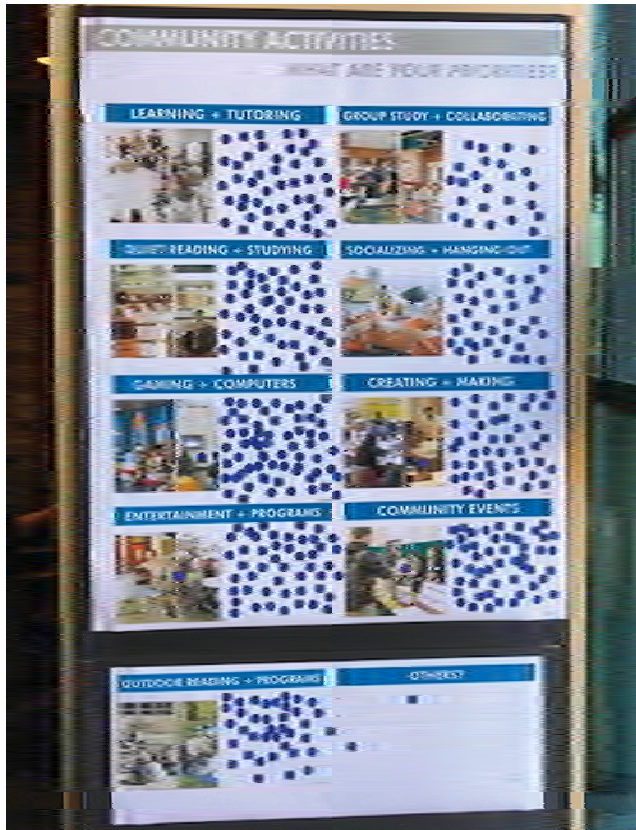 COMMUNITY ACTIVITIES
WHAT ARE YOUR PRIORITIES?
LEARNING + TUTORING
GROUP STUDY + COLLABORATING
QUIET READING + STUDYING
SOCIALIZING + HANGING OUT
GAMING + COMPUTERS
CREATING + MAKING
ENTERTAINMENT + PROGRAMS
COMMUNITY EVENTS
OUTDOOR READING + PROGRAMS
OTHERS?